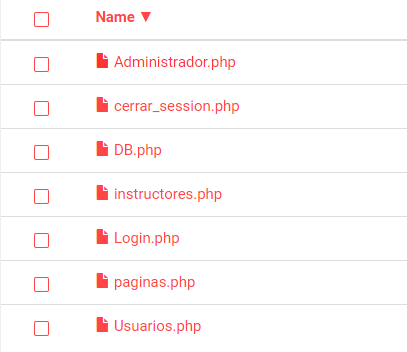 Name ▼
Administrador.php
cerrar_session.php
DB.php
instructores.php
Login.php
paginas.php
Usuarios.php